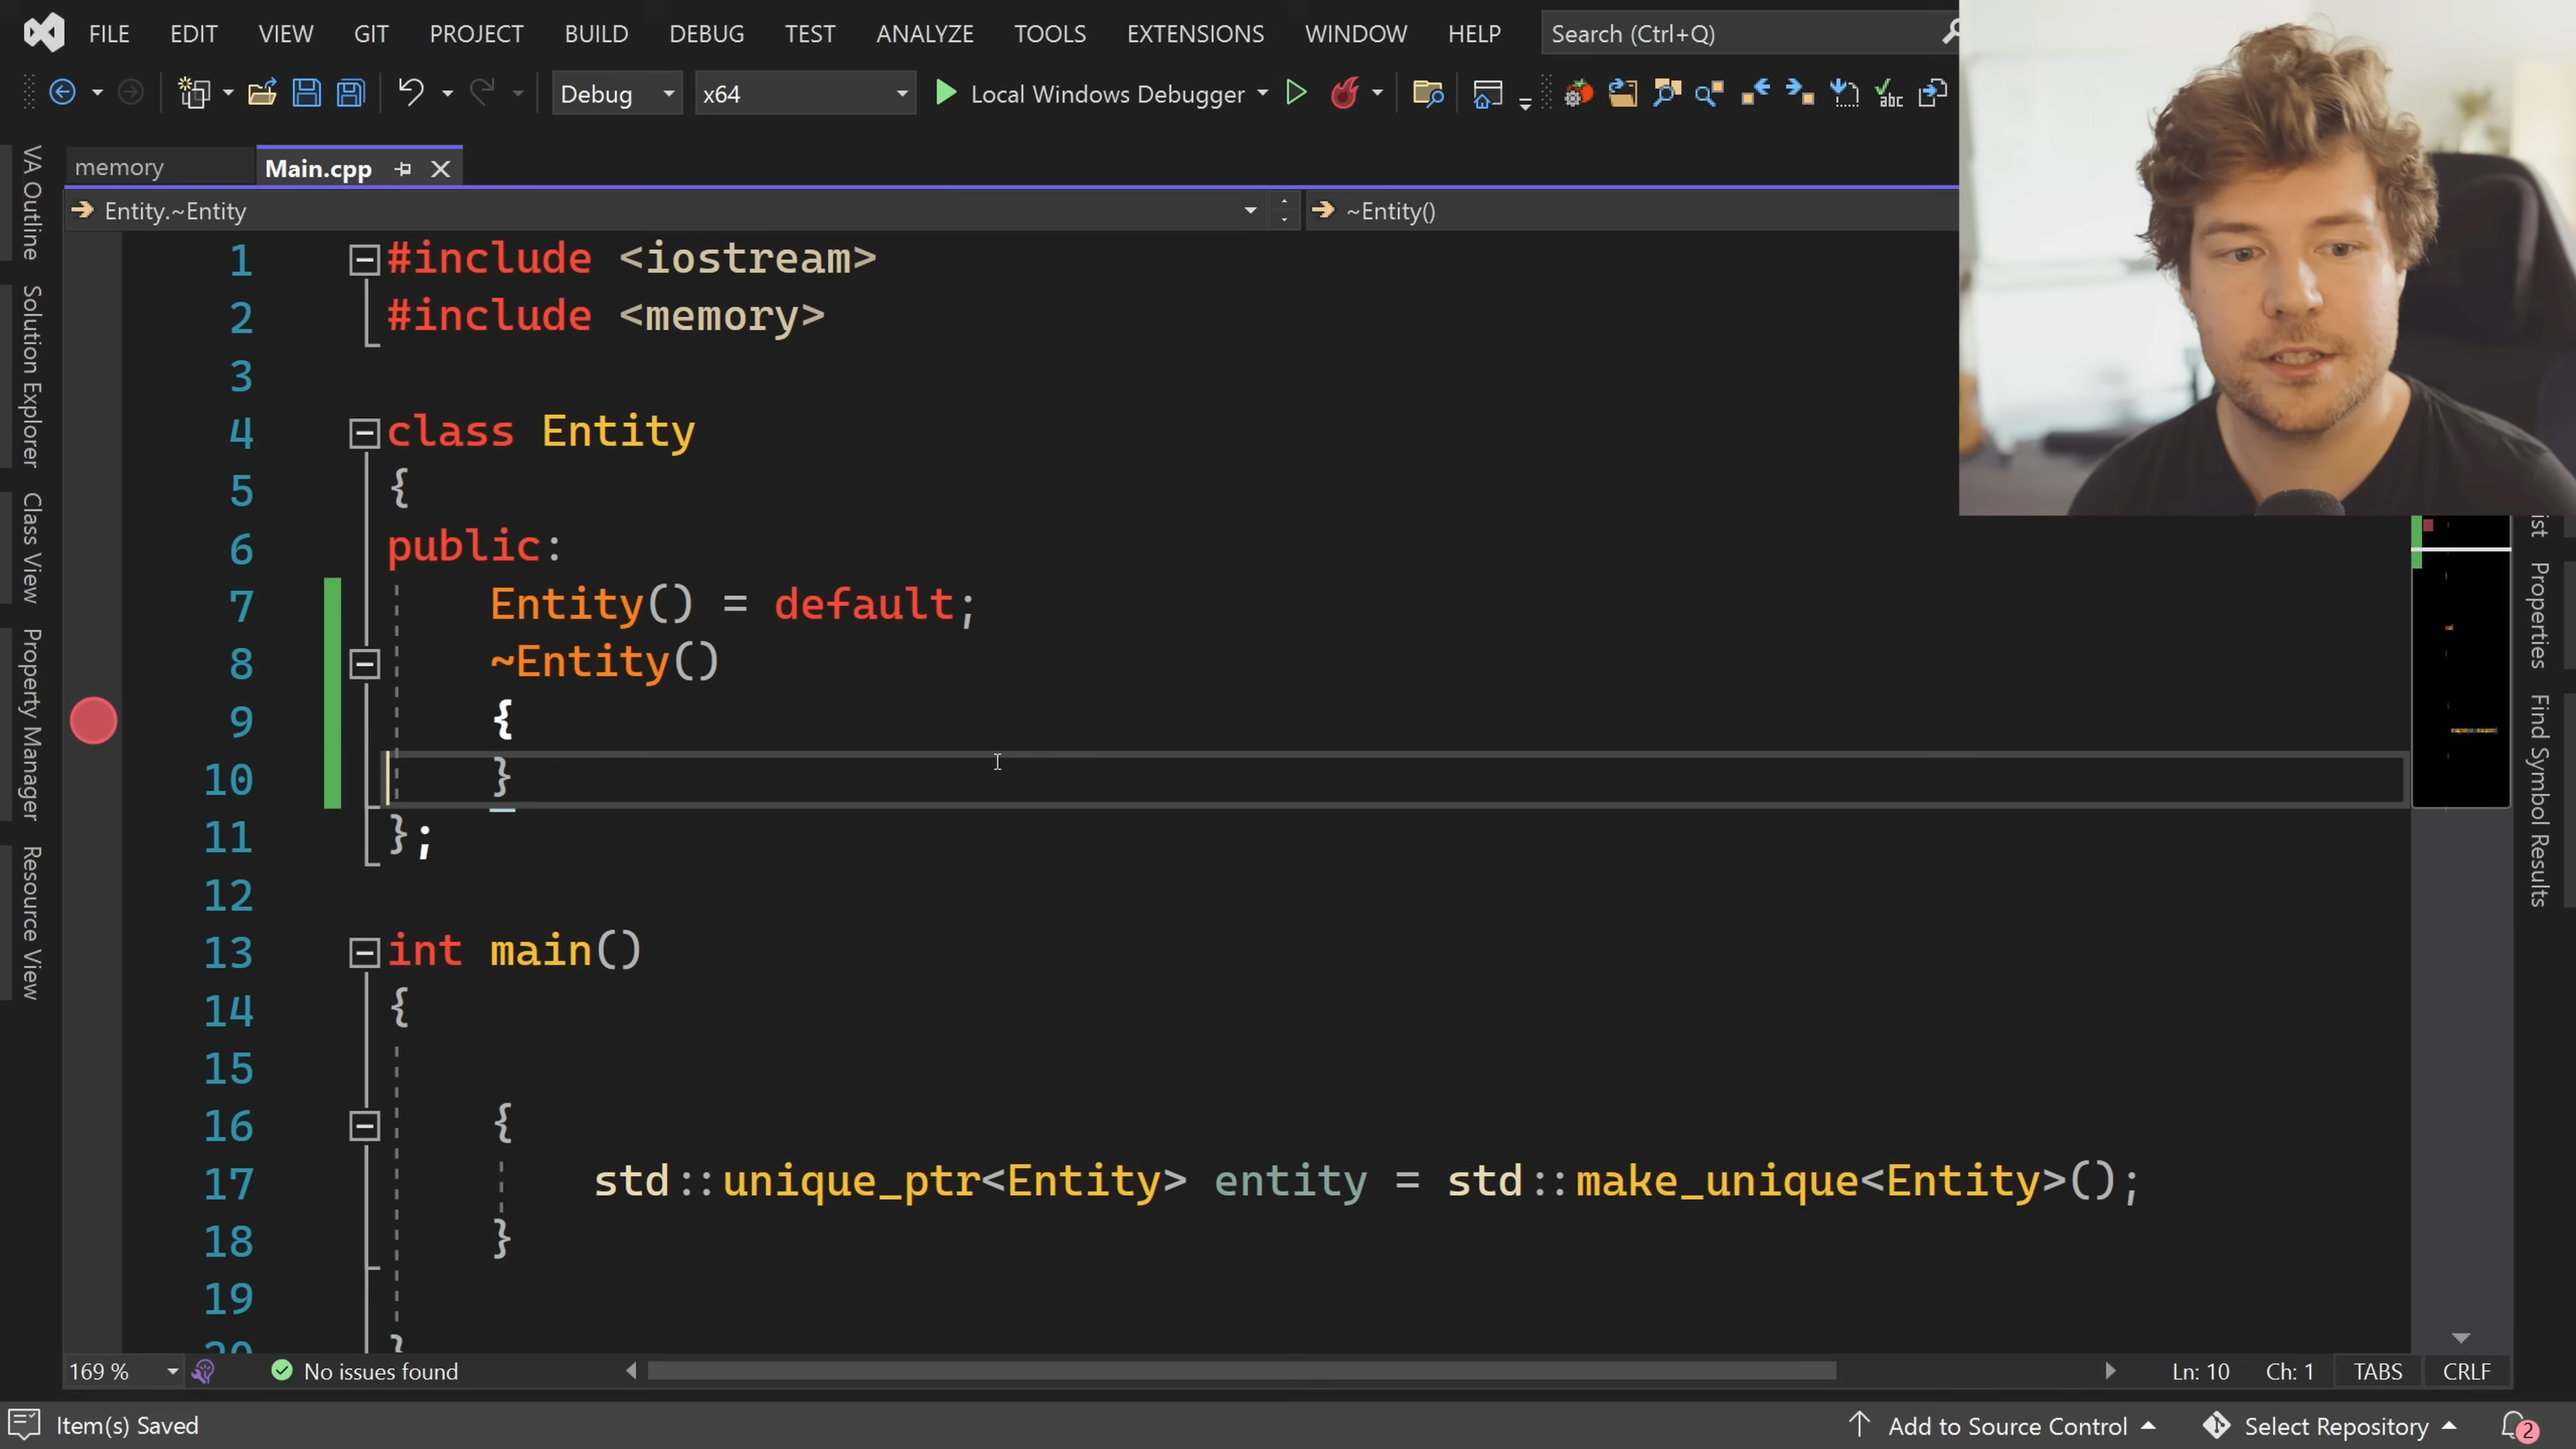 FILE EDIT VIEW GIT PROJECT BUILD DEBUG TEST ANALYZE TOOLS EXTENSIONS WINDOW HELP Search (Ctrl+Q)
Debug x64 Local Windows Debugger
memory Main.cpp
Entity.~Entity ~Entity()
VA Outline
Solution Explorer
Class View
Property Manager
Resource View
1 #include <iostream>
2 #include <memory>
3
4 class Entity
5 {
6 public:
7 Entity() = default;
8 ~Entity()
9 {
10 }
11 };
12
13 int main()
14 {
15
16 {
17 std::unique_ptr<Entity> entity = std::make_unique<Entity>();
18 }
19
20 }
ist
Properties
Find Symbol Results
169 % No issues found Ln: 10 Ch: 1 TABS CRLF
Item(s) Saved Add to Source Control Select Repository 2